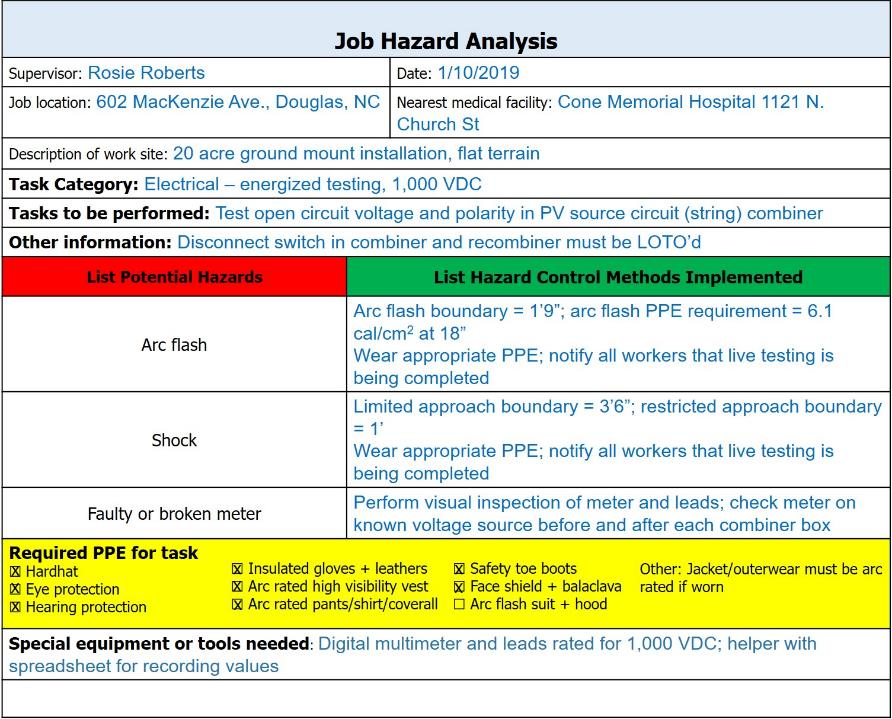 Job Hazard Analysis
Supervisor: Rosie Roberts
Date: 1/10/2019
Job location: 602 MacKenzie Ave., Douglas, NC
Nearest medical facility: Cone Memorial Hospital 1121 N.
Church St
Description of work site: 20 acre ground mount installation, flat terrain
Task Category: Electrical – energized testing, 1,000 VDC
Tasks to be performed: Test open circuit voltage and polarity in PV source circuit (string) combiner
Other information: Disconnect switch in combiner and recombiner must be LOTO’d
List Potential Hazards
List Hazard Control Methods Implemented
Arc flash
Arc flash boundary = 1’9”; arc flash PPE requirement = 6.1
cal/cm² at 18”
Wear appropriate PPE; notify all workers that live testing is
being completed
Shock
Limited approach boundary = 3’6”; restricted approach boundary
= 1’
Wear appropriate PPE; notify all workers that live testing is
being completed
Faulty or broken meter
Perform visual inspection of meter and leads; check meter on
known voltage source before and after each combiner box
Required PPE for task
☒ Hardhat
☒ Eye protection
☒ Hearing protection
☒ Insulated gloves + leathers
☒ Arc rated high visibility vest
☒ Arc rated pants/shirt/coverall
☒ Safety toe boots
☒ Face shield + balaclava
☐ Arc flash suit + hood
Other: Jacket/outerwear must be arc
rated if worn
Special equipment or tools needed: Digital multimeter and leads rated for 1,000 VDC; helper with
spreadsheet for recording values